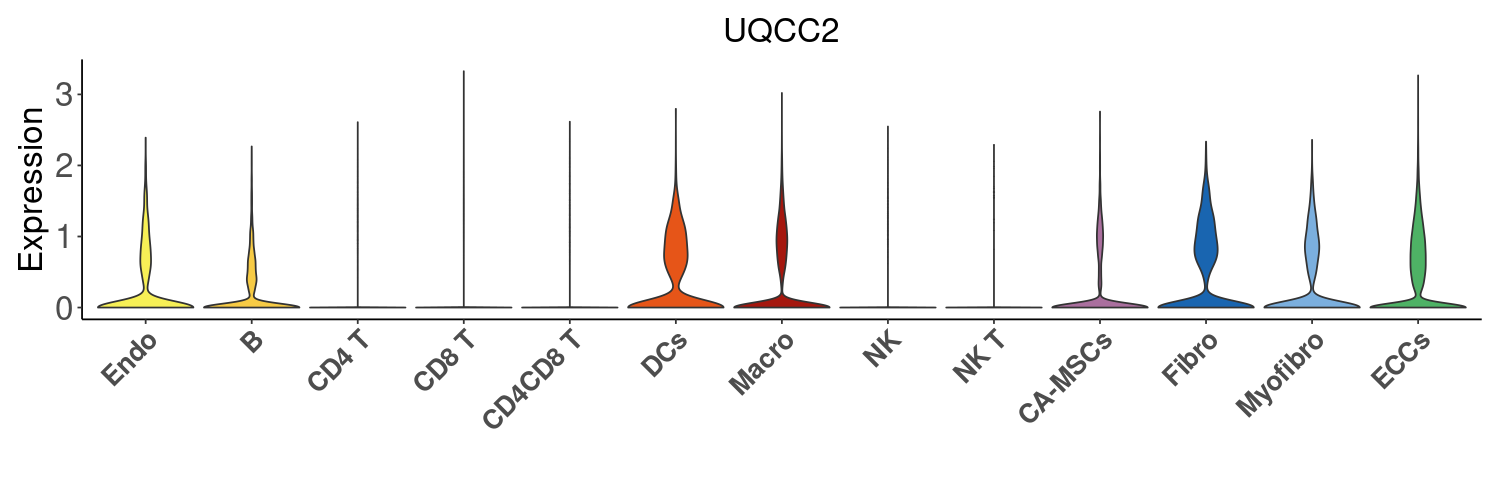 UQCC2
Expression
3
2
1
0
Endo
B
CD4 T
CD8 T
CD4CD8 T
DCs
Macro
NK
NK T
CA-MSCs
Fibro
Myofibro
ECCs